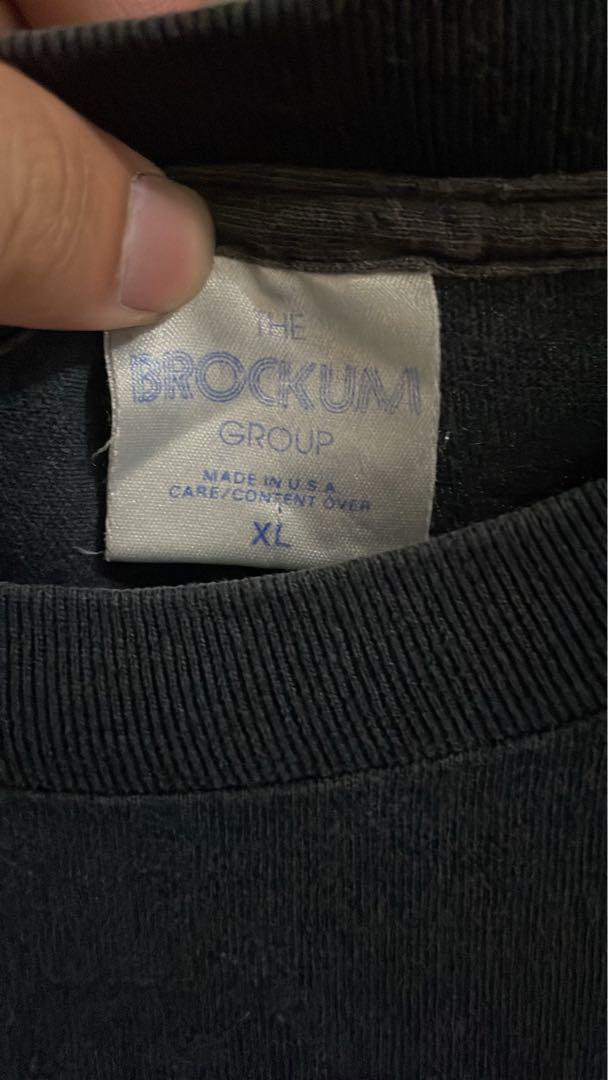 THE
BROCKUM
GROUP
MADE IN U.S.A
CARE/CONTENT OVER
XL